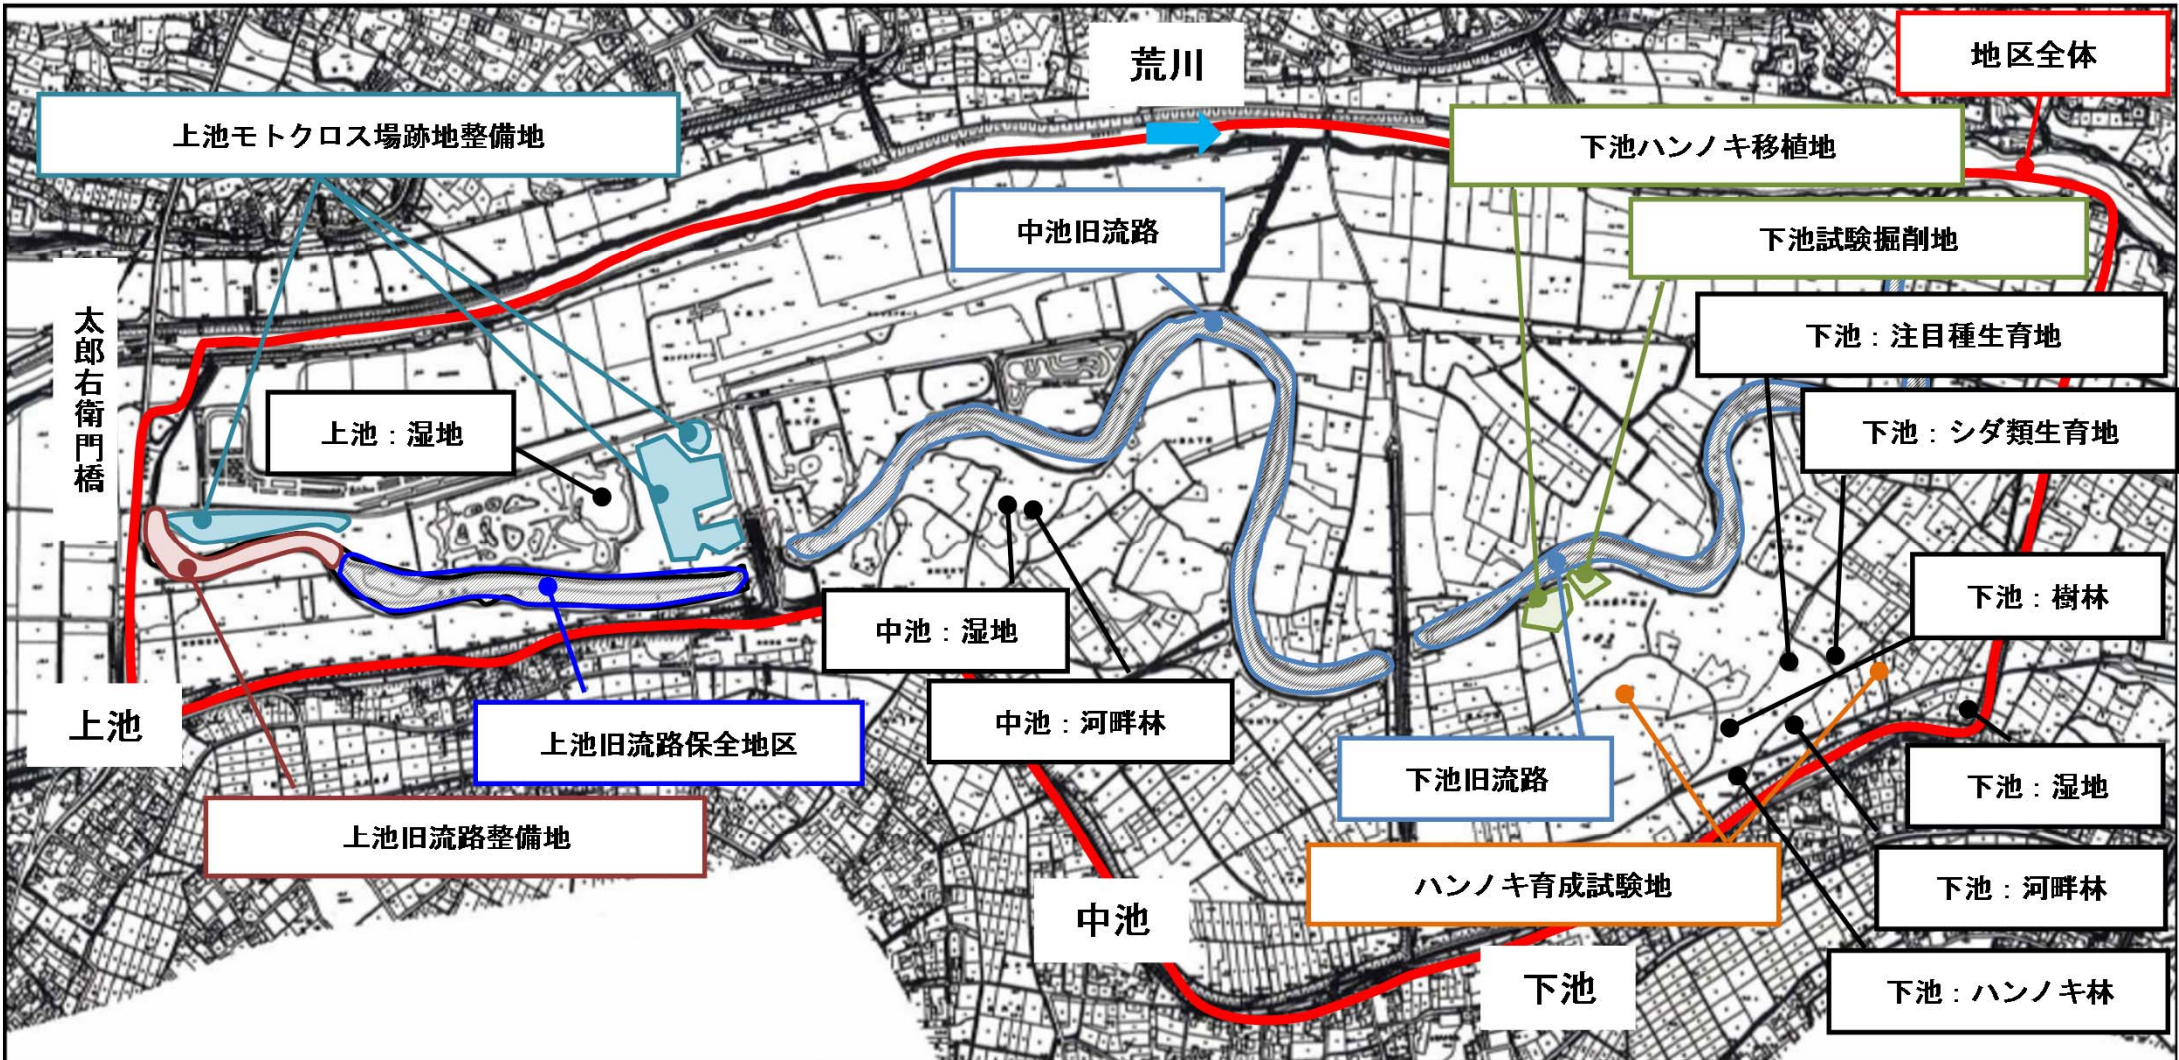 荒川
地区全体
上池モトクロス場跡地整備地
下池ハンノキ移植地
中池旧流路
下池試験掘削地
太郎右衛門橋
下池：注目種生育地
上池：湿地
下池：シダ類生育地
下池：樹林
中池：湿地
上池
中池：河畔林
上池旧流路保全地区
下池旧流路
下池：湿地
上池旧流路整備地
ハンノキ育成試験地
下池：河畔林
中池
下池
下池：ハンノキ林